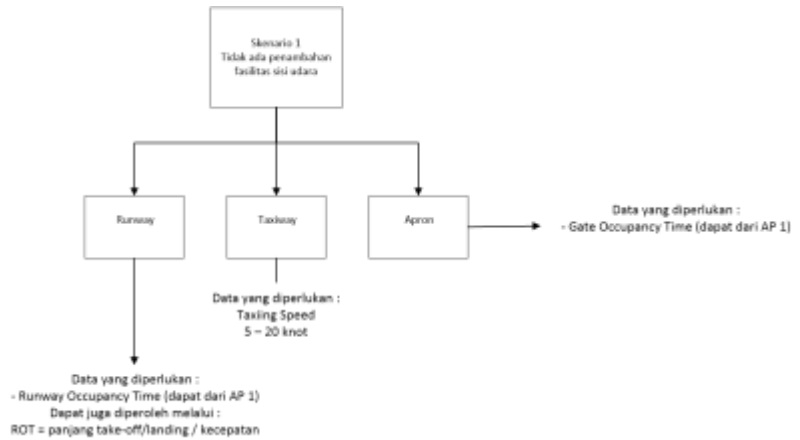 Skenario 1
Tidak ada penambahan
fasilitas sisi udara
Runway
Taxiway
Apron
Data yang diperlukan :
- Gate Occupancy Time (dapat dari AP 1)
Data yang diperlukan :
Taxiing Speed
5 – 20 knot
Data yang diperlukan :
- Runway Occupancy Time (dapat dari AP 1)
Dapat juga diperoleh melalui :
ROT = panjang take-off/landing / kecepatan